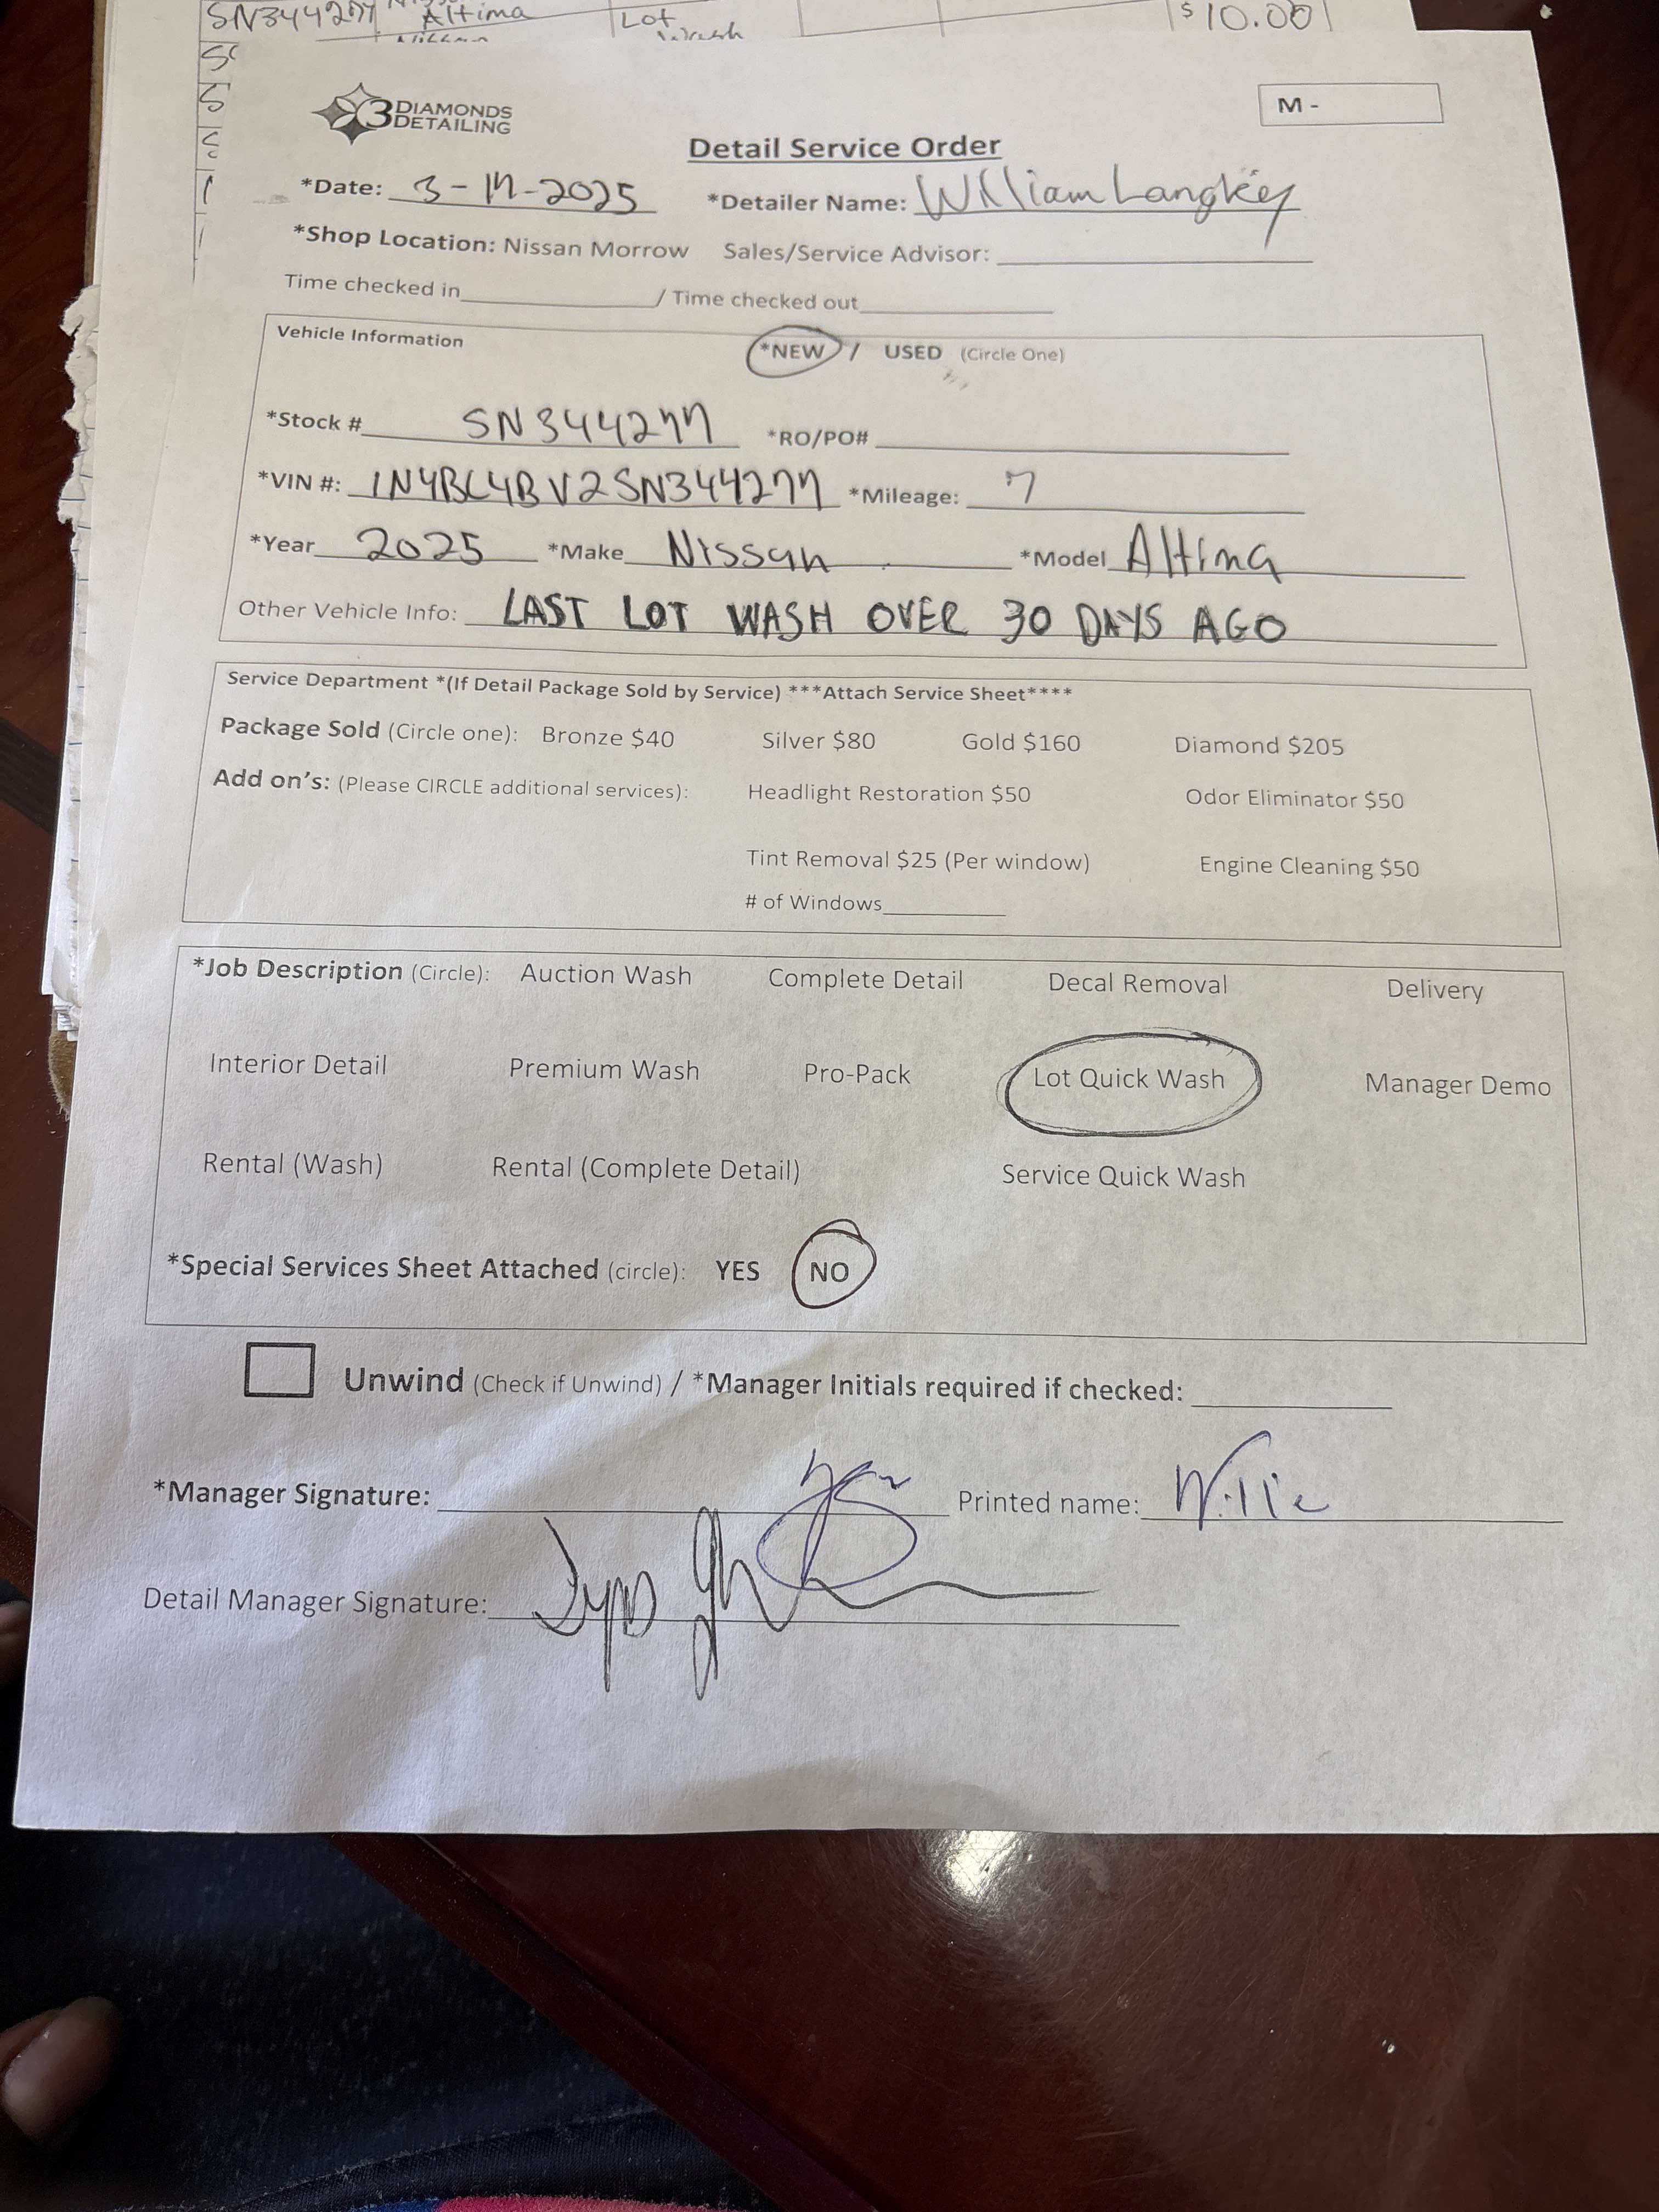 SN344277 Altima Lot Wash $10.00
3 DIAMONDS DETAILING
M -
Detail Service Order
*Date: 3-17-2025 *Detailer Name: William Langley
*Shop Location: Nissan Morrow Sales/Service Advisor:
Time checked in / Time checked out
Vehicle Information *NEW / USED (Circle One)
*Stock # SN344277 *RO/PO#
*VIN #: 1N4BL4BV2SN344277 *Mileage: 7
*Year 2025 *Make Nissan *Model Altima
Other Vehicle Info: LAST LOT WASH OVER 30 DAYS AGO
Service Department *(If Detail Package Sold by Service) ***Attach Service Sheet****
Package Sold (Circle one): Bronze $40 Silver $80 Gold $160 Diamond $205
Add on's: (Please CIRCLE additional services): Headlight Restoration $50 Odor Eliminator $50
Tint Removal $25 (Per window) Engine Cleaning $50
# of Windows
*Job Description (Circle): Auction Wash Complete Detail Decal Removal Delivery
Interior Detail Premium Wash Pro-Pack Lot Quick Wash Manager Demo
Rental (Wash) Rental (Complete Detail) Service Quick Wash
*Special Services Sheet Attached (circle): YES NO
Unwind (Check if Unwind) / *Manager Initials required if checked:
*Manager Signature: Printed name: Willie
Detail Manager Signature: